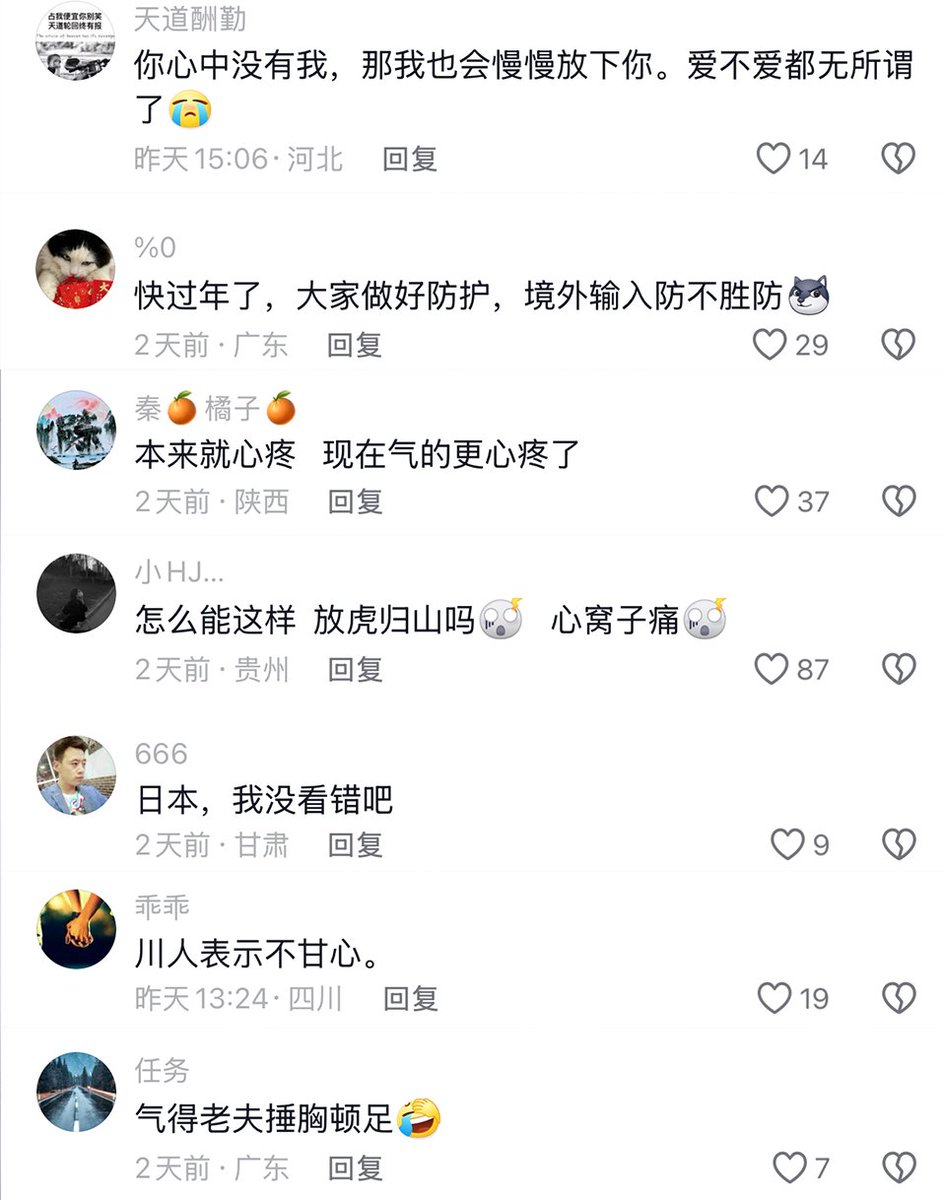 占我便宜你别笑
天道轮回终有报
天道酬勤
你心中没有我，那我也会慢慢放下你。爱不爱都无所谓
了😭
昨天 15:06 · 河北 回复 14
%0
快过年了，大家做好防护，境外输入防不胜防
2天前 · 广东 回复 29
秦🍊橘子🍊
本来就心疼 现在气的更心疼了
2天前 · 陕西 回复 37
小HJ...
怎么能这样 放虎归山吗 心窝子痛
2天前 · 贵州 回复 87
666
日本，我没看错吧
2天前 · 甘肃 回复 9
乖乖
川人表示不甘心。
昨天 13:24 · 四川 回复 19
任务
气得老夫捶胸顿足🤣
2天前 · 广东 回复 7